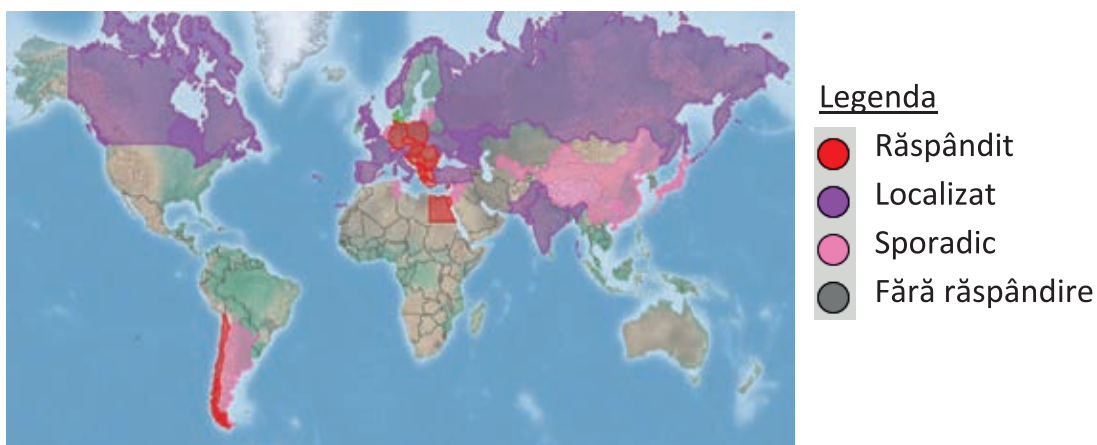 Legenda
Răspândit
Localizat
Sporadic
Fără răspândire